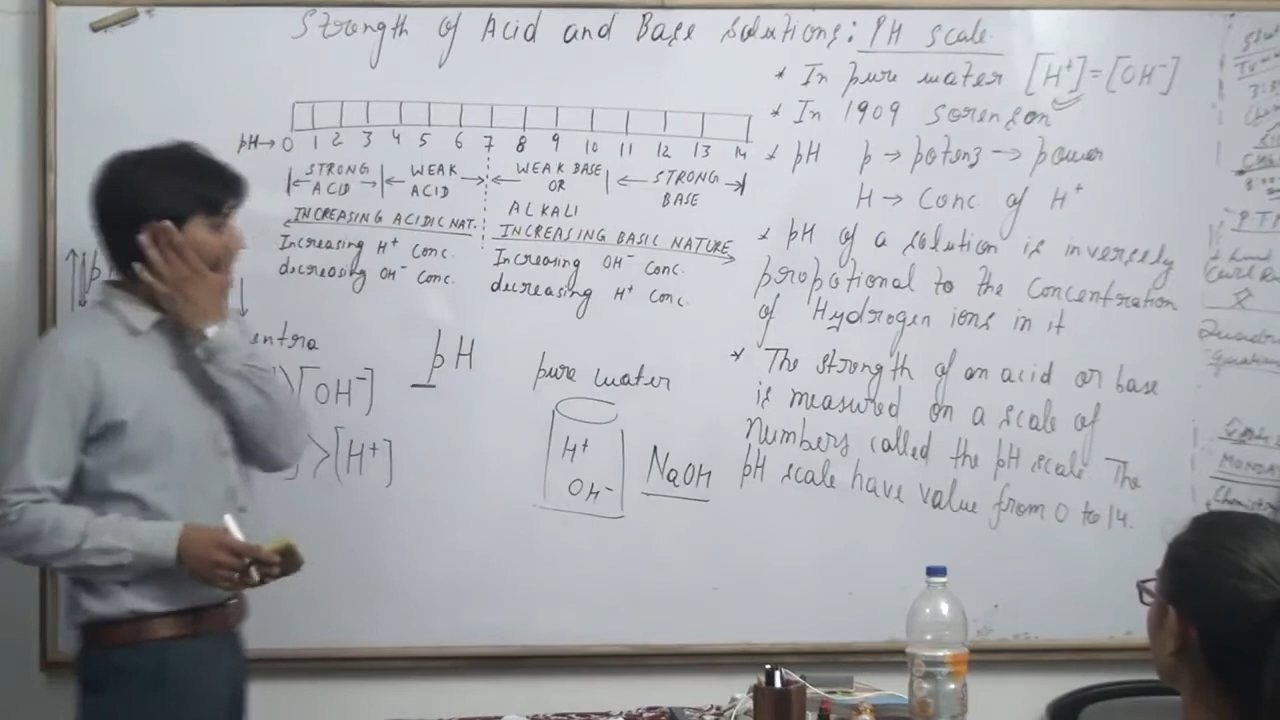 Strength of Acid and Base solutions: PH scale
* In pure water [H⁺]=[OH⁻]
* In 1909 sorenson
* pH p → potenz → power
H → Conc of H⁺
* pH of a solution is inversely
propotional to the Concentration
of Hydrogen ions in it
* The strength of an acid or base
is measured on a scale of
numbers called the pH scale The
pH scale have value from 0 to 14.
pH→ 0 1 2 3 4 5 6 7 8 9 10 11 12 13 14
STRONG ACID
WEAK ACID
WEAK BASE OR ALKALI
STRONG BASE
INCREASING ACIDIC NAT.
Increasing H⁺ Conc.
decreasing OH⁻ Conc.
INCREASING BASIC NATURE
Increasing OH⁻ Conc.
decreasing H⁺ Conc.
entra
>[OH⁻]
>[H⁺]
pH
pure water
H⁺
OH⁻
NaOH
MONDA
Chemist